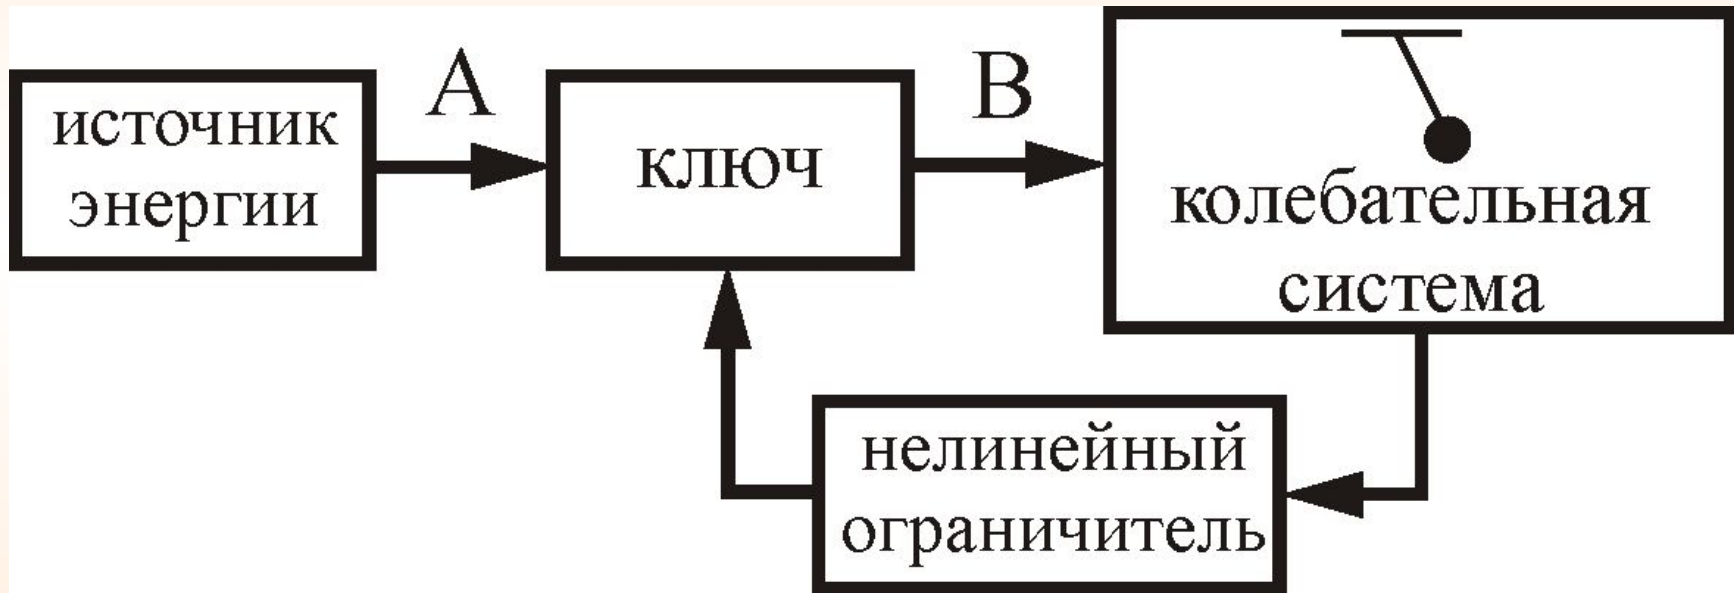 источник
энергии
A
ключ
B
колебательная
система
нелинейный
ограничитель